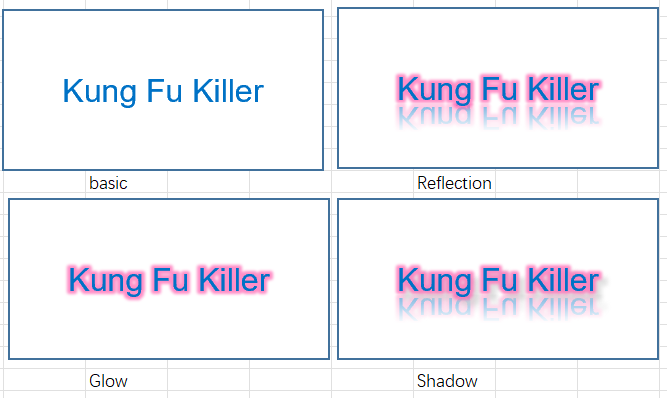 Kung Fu Killer
Kung Fu Killer
basic
Reflection
Kung Fu Killer
Kung Fu Killer
Glow
Shadow